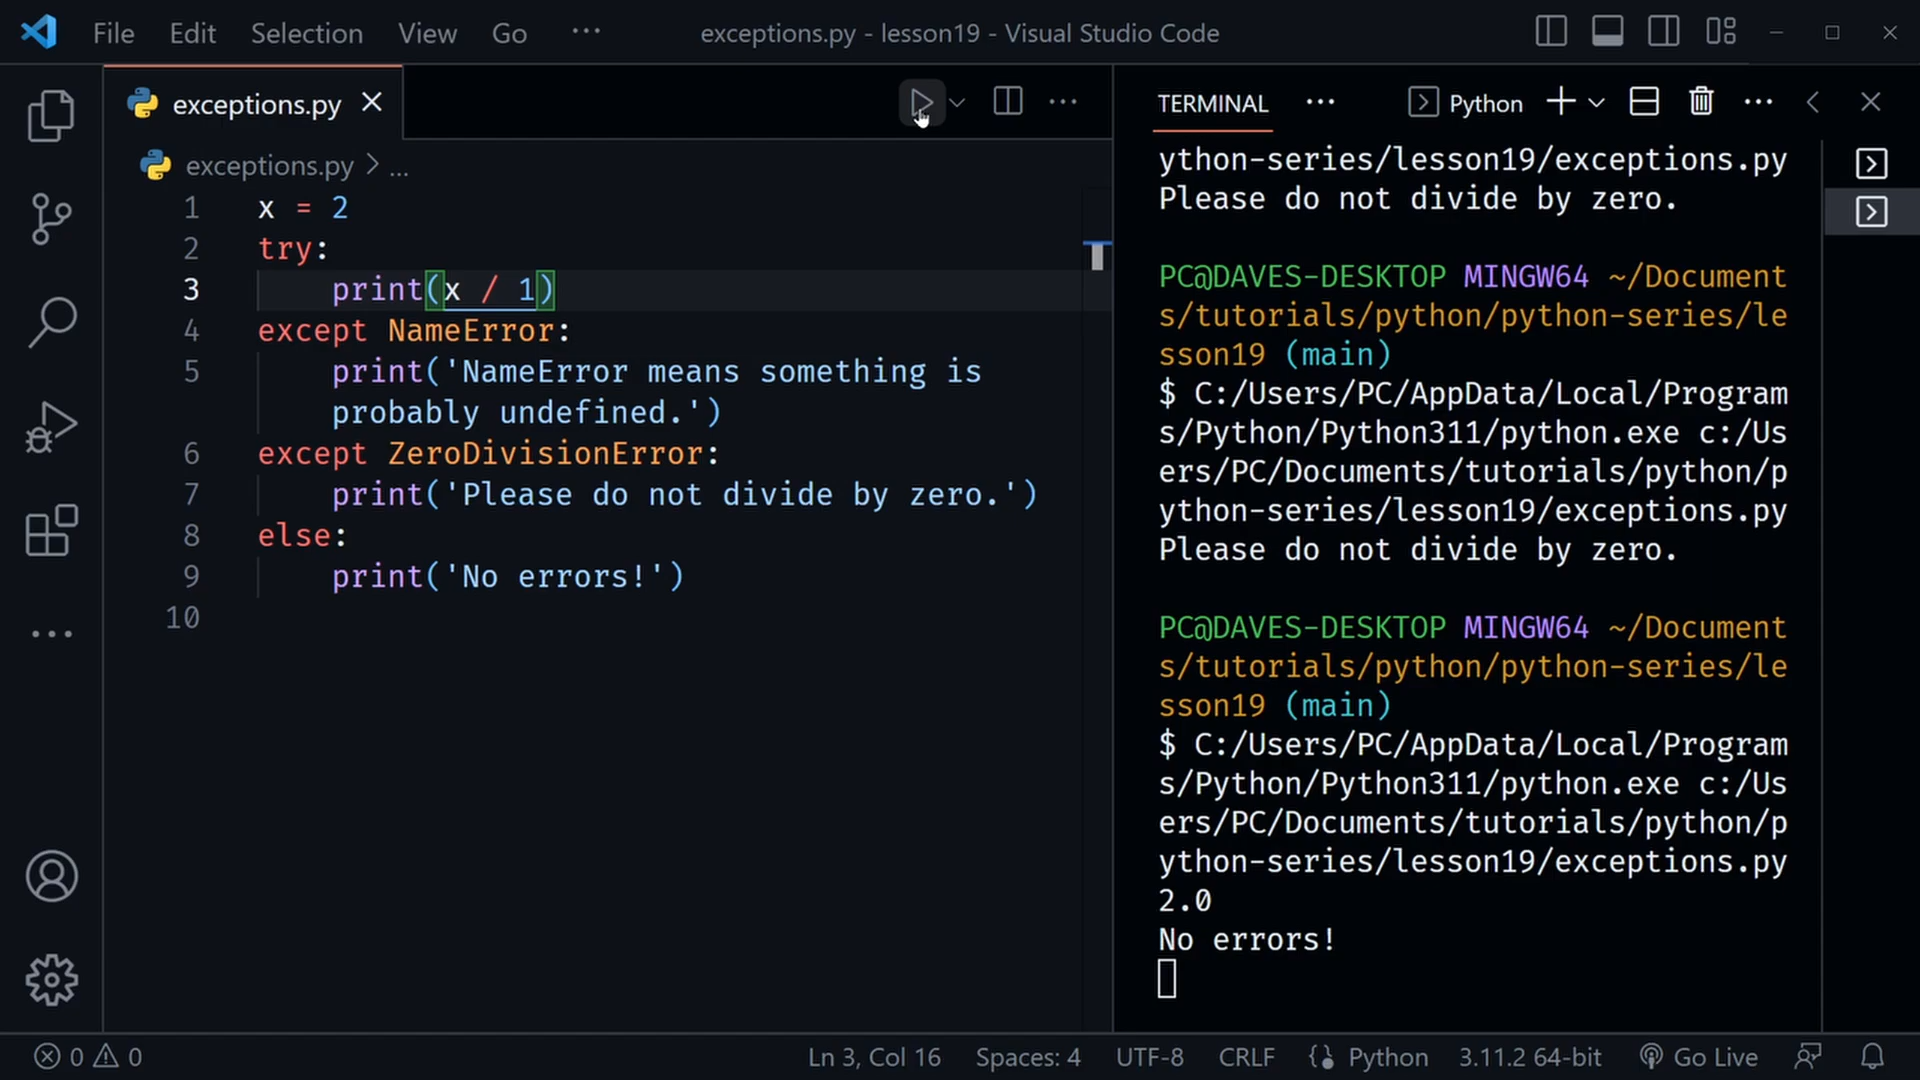 File Edit Selection View Go ··· exceptions.py - lesson19 - Visual Studio Code
exceptions.py
exceptions.py > ...
1 x = 2
2 try:
3     print(x / 1)
4 except NameError:
5     print('NameError means something is
    probably undefined.')
6 except ZeroDivisionError:
7     print('Please do not divide by zero.')
8 else:
9     print('No errors!')
10
TERMINAL ··· Python
ython-series/lesson19/exceptions.py
Please do not divide by zero.
PC@DAVES-DESKTOP MINGW64 ~/Document
s/tutorials/python/python-series/le
sson19 (main)
$ C:/Users/PC/AppData/Local/Program
s/Python/Python311/python.exe c:/Us
ers/PC/Documents/tutorials/python/p
ython-series/lesson19/exceptions.py
Please do not divide by zero.
PC@DAVES-DESKTOP MINGW64 ~/Document
s/tutorials/python/python-series/le
sson19 (main)
$ C:/Users/PC/AppData/Local/Program
s/Python/Python311/python.exe c:/Us
ers/PC/Documents/tutorials/python/p
ython-series/lesson19/exceptions.py
2.0
No errors!
0 0 Ln 3, Col 16 Spaces: 4 UTF-8 CRLF Python 3.11.2 64-bit Go Live